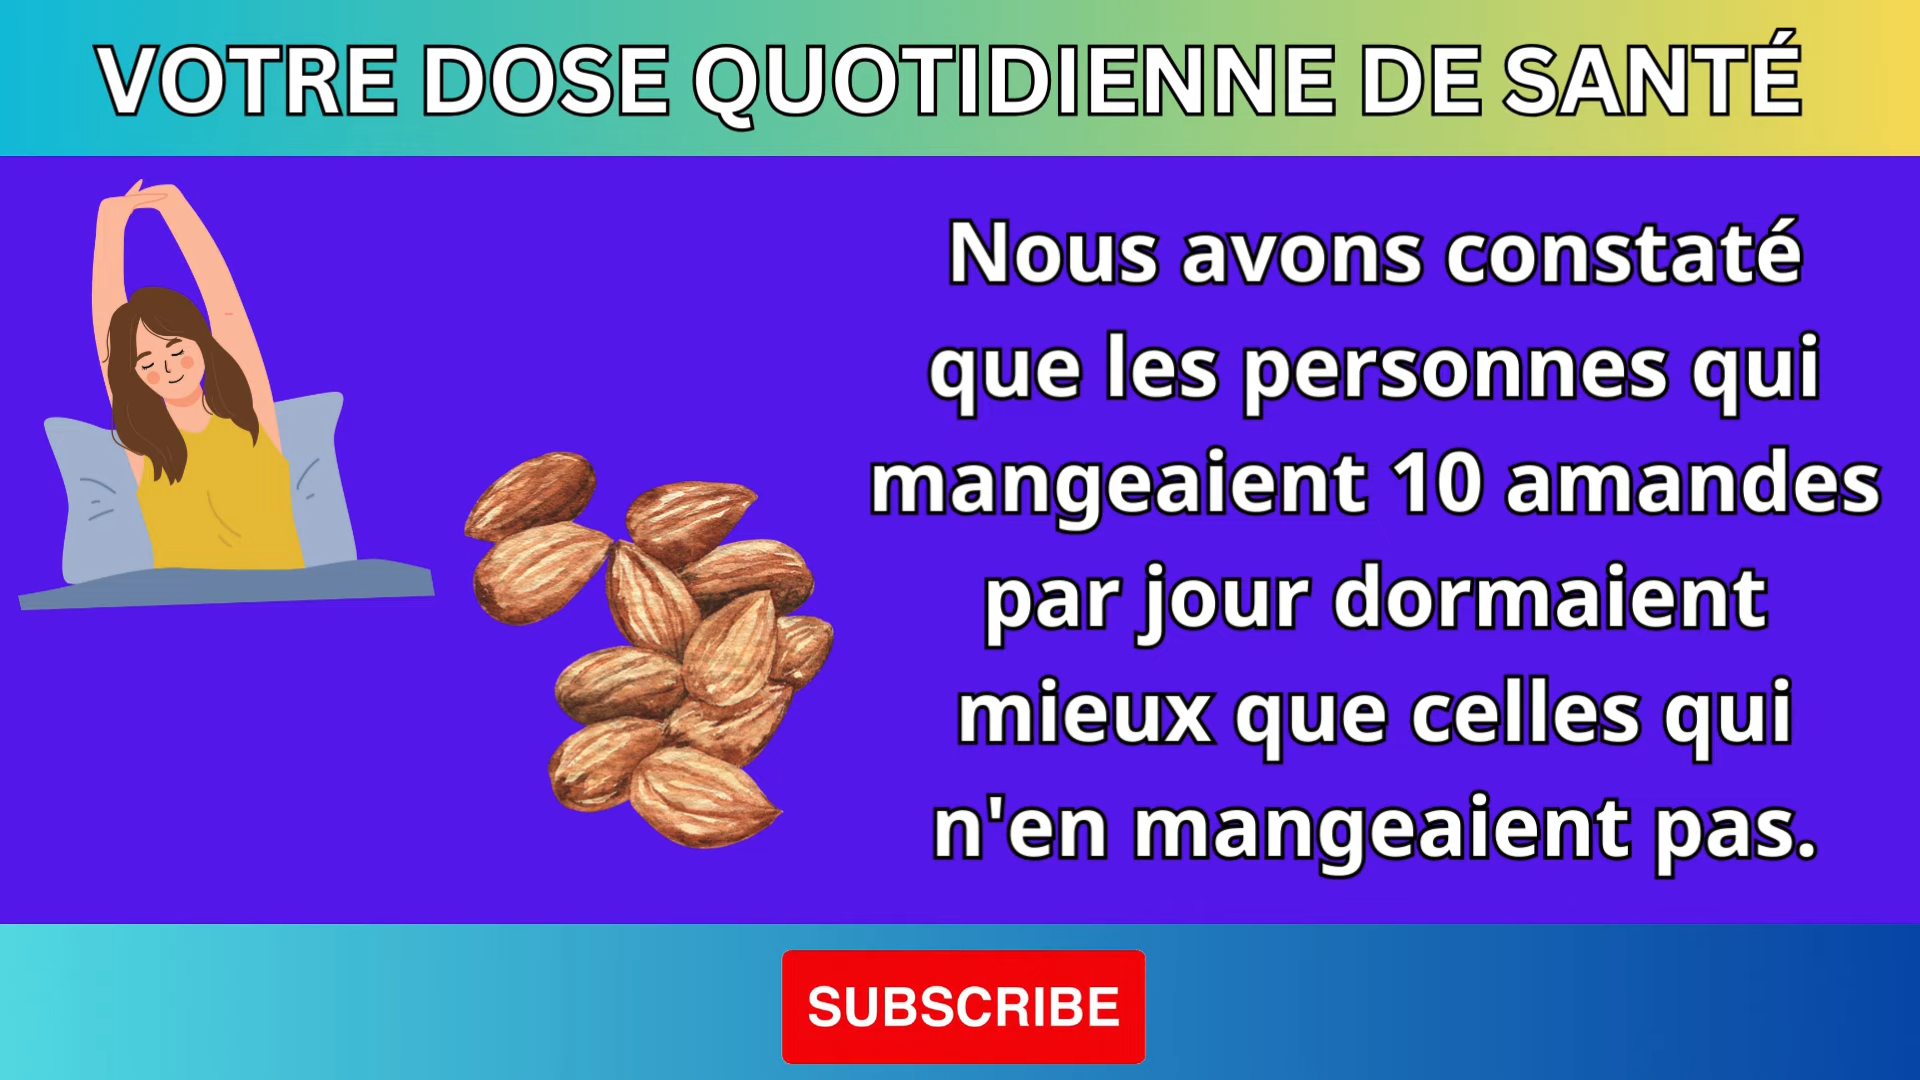 VOTRE DOSE QUOTIDIENNE DE SANTÉ
Nous avons constaté
que les personnes qui
mangeaient 10 amandes
par jour dormaient
mieux que celles qui
n'en mangeaient pas.
SUBSCRIBE